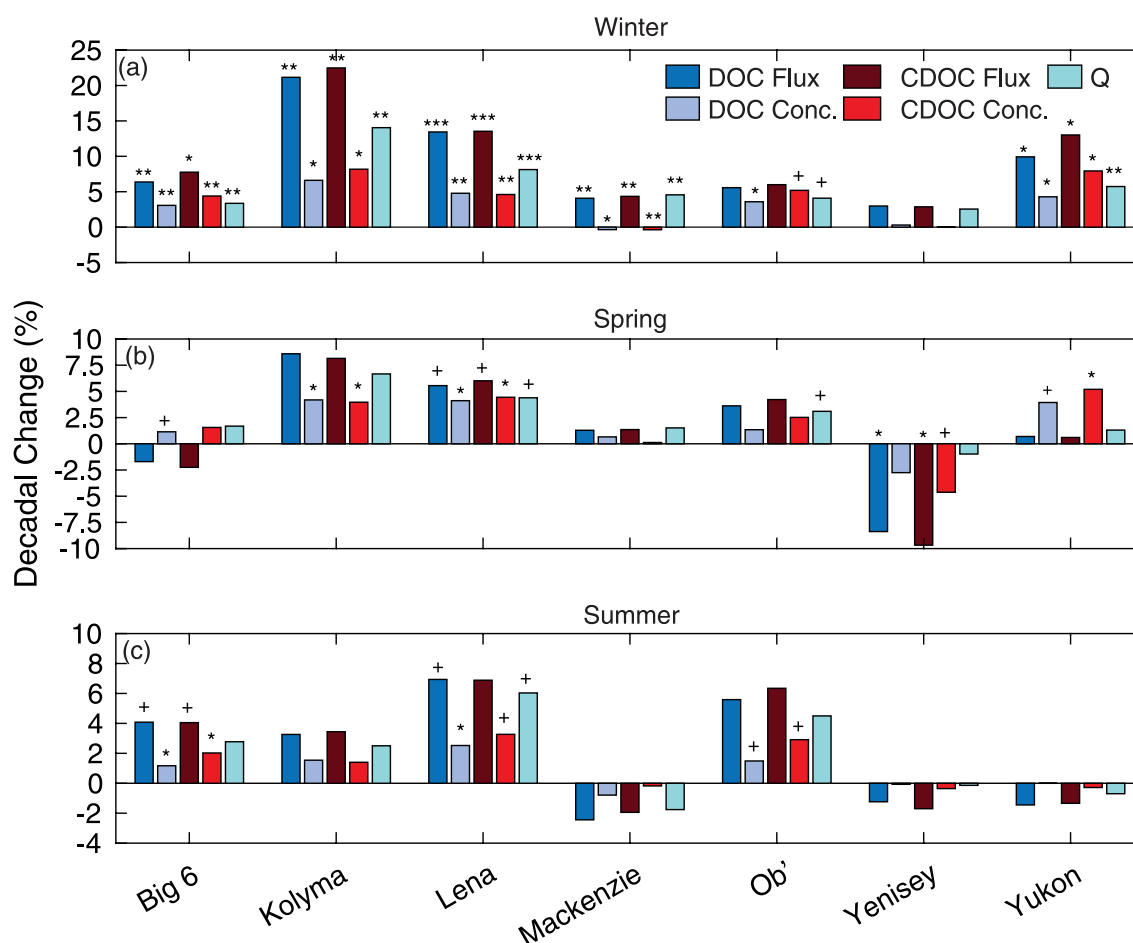 Winter
(a)
DOC Flux CDOC Flux Q
DOC Conc. CDOC Conc.
25
20
15
10
5
0
-5
** ** * ** **
** * ** * **
*** ** *** ** ***
** * ** ** **
* + +
* * * * **
Decadal Change (%)
Spring
(b)
10
7.5
5
2.5
0
-2.5
-5
-7.5
-10
+
* *
+ * + * +
+
* * +
+ *
Summer
(c)
10
8
6
4
2
0
-2
-4
+ * + *
+ * + +
+ +
Big 6 Kolyma Lena Mackenzie Ob' Yenisey Yukon